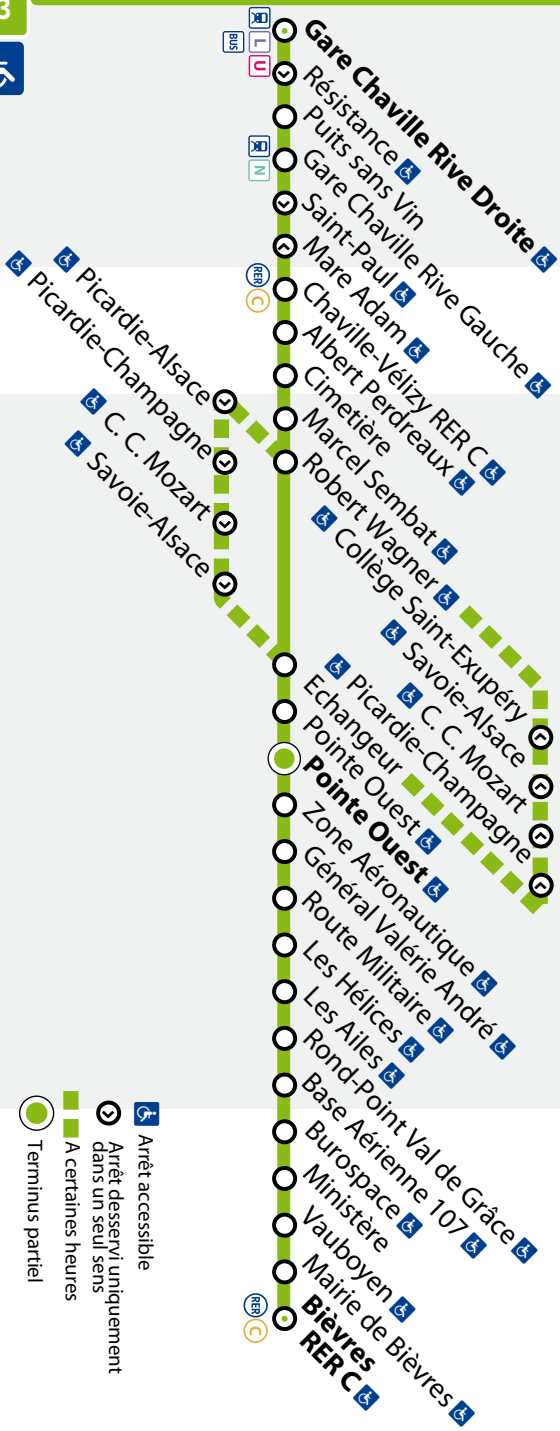 3
BUS
L
U
Gare Chaville Rive Droite
Résistance
Puits sans Vin
N
Gare Chaville Rive Gauche
Saint-Paul
Mare Adam
RER
C
Chaville-Vélizy RER C
Albert Perdreaux
Cimetière
Marcel Sembat
Robert Wagner
Picardie-Alsace
Picardie-Champagne
C. C. Mozart
Savoie-Alsace
Collège Saint-Exupéry
Savoie-Alsace
C. C. Mozart
Picardie-Champagne
Echangeur
Pointe Ouest
Pointe Ouest
Zone Aéronautique
Général Valérie André
Route Militaire
Les Hélices
Les Ailes
Rond-Point Val de Grâce
Base Aérienne 107
Burospace
Ministère
Vauboyen
Mairie de Bièvres
Bièvres
RER C
RER
C
Arrêt accessible
Arrêt desservi uniquement
dans un seul sens
A certaines heures
Terminus partiel